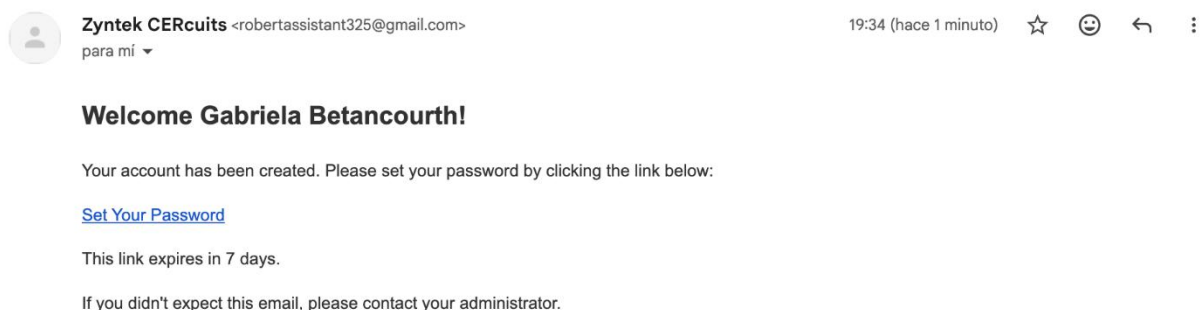 Zyntek CERcuits <robertassistant325@gmail.com> 19:34 (hace 1 minuto)
para mí
Welcome Gabriela Betancourth!
Your account has been created. Please set your password by clicking the link below:
Set Your Password
This link expires in 7 days.
If you didn't expect this email, please contact your administrator.